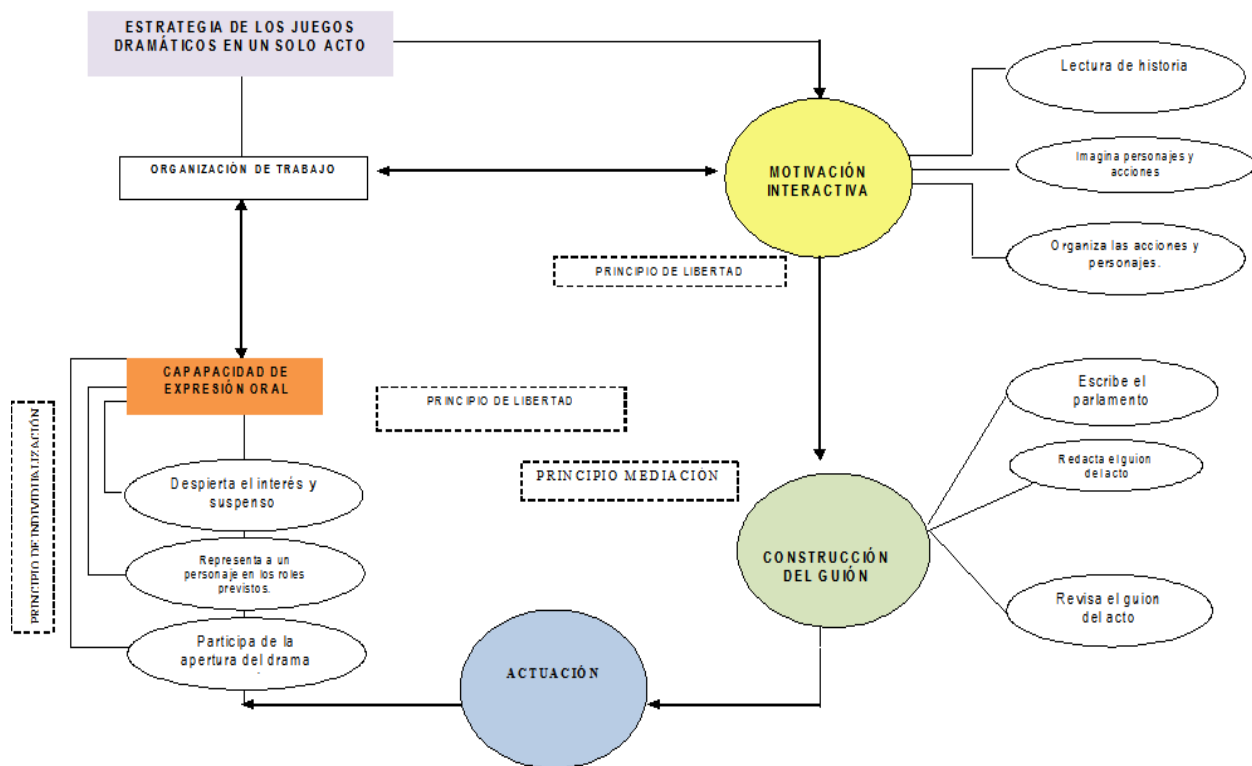 ESTRATEGIA DE LOS JUEGOS
DRAMÁTICOS EN UN SOLO ACTO
Lectura de historia
ORGANIZACIÓN DE TRABAJO
MOTIVACIÓN
INTERACTIVA
Imagina personajes y
acciones
Organiza las acciones y
personajes.
PRINCIPIO DE LIBERTAD
CAPAPACIDAD DE
EXPRESIÓN ORAL
PRINCIPIO DE LIBERTAD
Escribe el
parlamento
PRINCIPIO MEDIACIÓN
Redacta el guion
del acto
PRINCIPIO DE INDIVIDUALIZACIÓN
Despierta el interés y
suspenso
CONSTRUCCIÓN
DEL GUIÓN
Representa a un
personaje en los roles
previstos.
Revisa el guion
del acto
Participa de la
apertura del drama
ACTUACIÓN